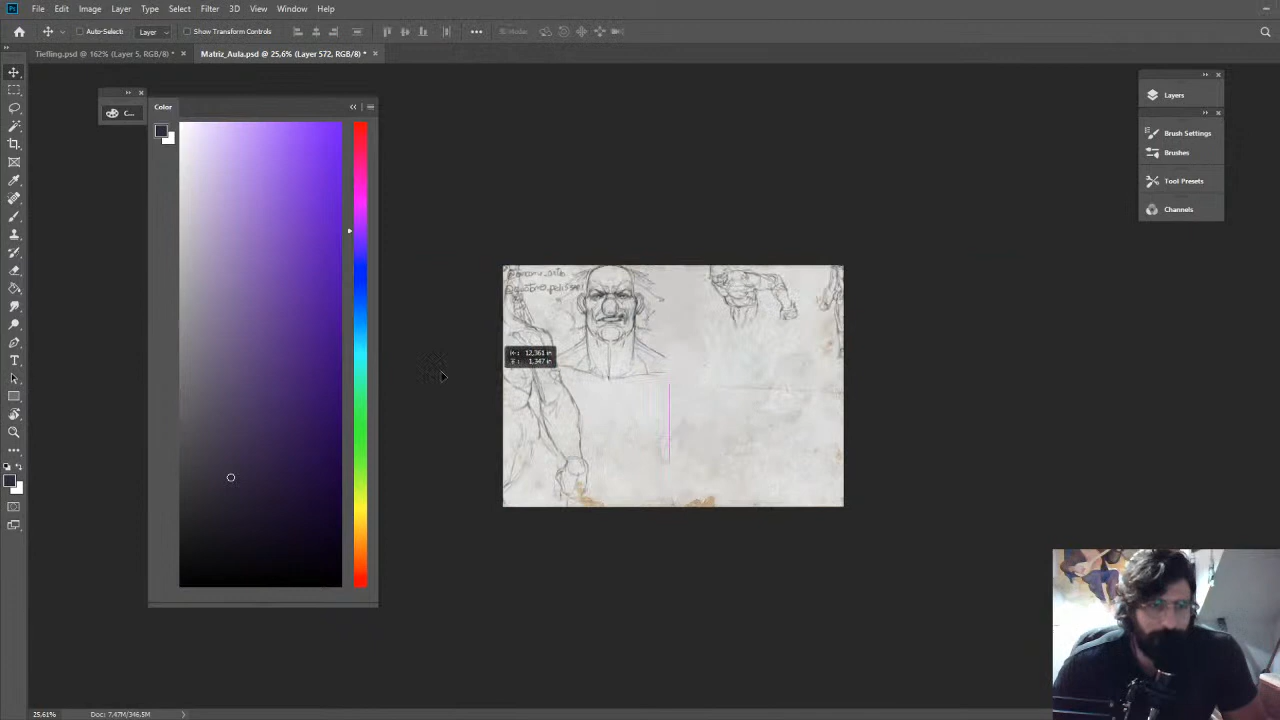 Ps File Edit Image Layer Type Select Filter 3D View Window Help
Auto-Select: Layer Show Transform Controls
Tiefling.psd @ 162% (Layer 5, RGB/8) * × Matriz_Aula.psd @ 25,6% (Layer 572, RGB/8) * ×
C...
Color
Layers
Brush Settings
Brushes
Tool Presets
Channels
12,361 in
1,347 in
25.61% Doc: 7.47M/346.5M